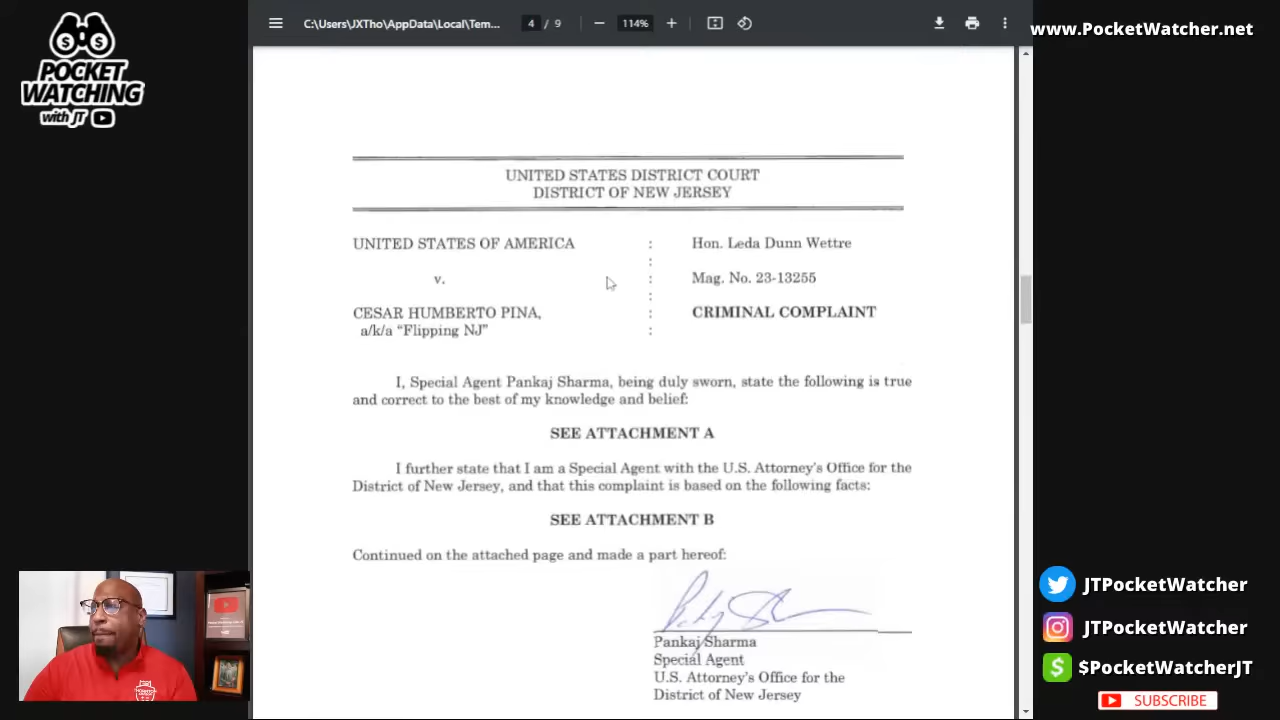 POCKET
WATCHING
with JT
C:\Users\JXTho\AppData\Local\Tem...
4 / 9
114%
www.PocketWatcher.net
UNITED STATES DISTRICT COURT
DISTRICT OF NEW JERSEY
UNITED STATES OF AMERICA : Hon. Leda Dunn Wettre
:
v. : Mag. No. 23-13255
:
CESAR HUMBERTO PINA, : CRIMINAL COMPLAINT
a/k/a “Flipping NJ” :
I, Special Agent Pankaj Sharma, being duly sworn, state the following is true
and correct to the best of my knowledge and belief:
SEE ATTACHMENT A
I further state that I am a Special Agent with the U.S. Attorney's Office for the
District of New Jersey, and that this complaint is based on the following facts:
SEE ATTACHMENT B
Continued on the attached page and made a part hereof:
Pankaj Sharma
Special Agent
U.S. Attorney's Office for the
District of New Jersey
JTPocketWatcher
JTPocketWatcher
$PocketWatcherJT
SUBSCRIBE